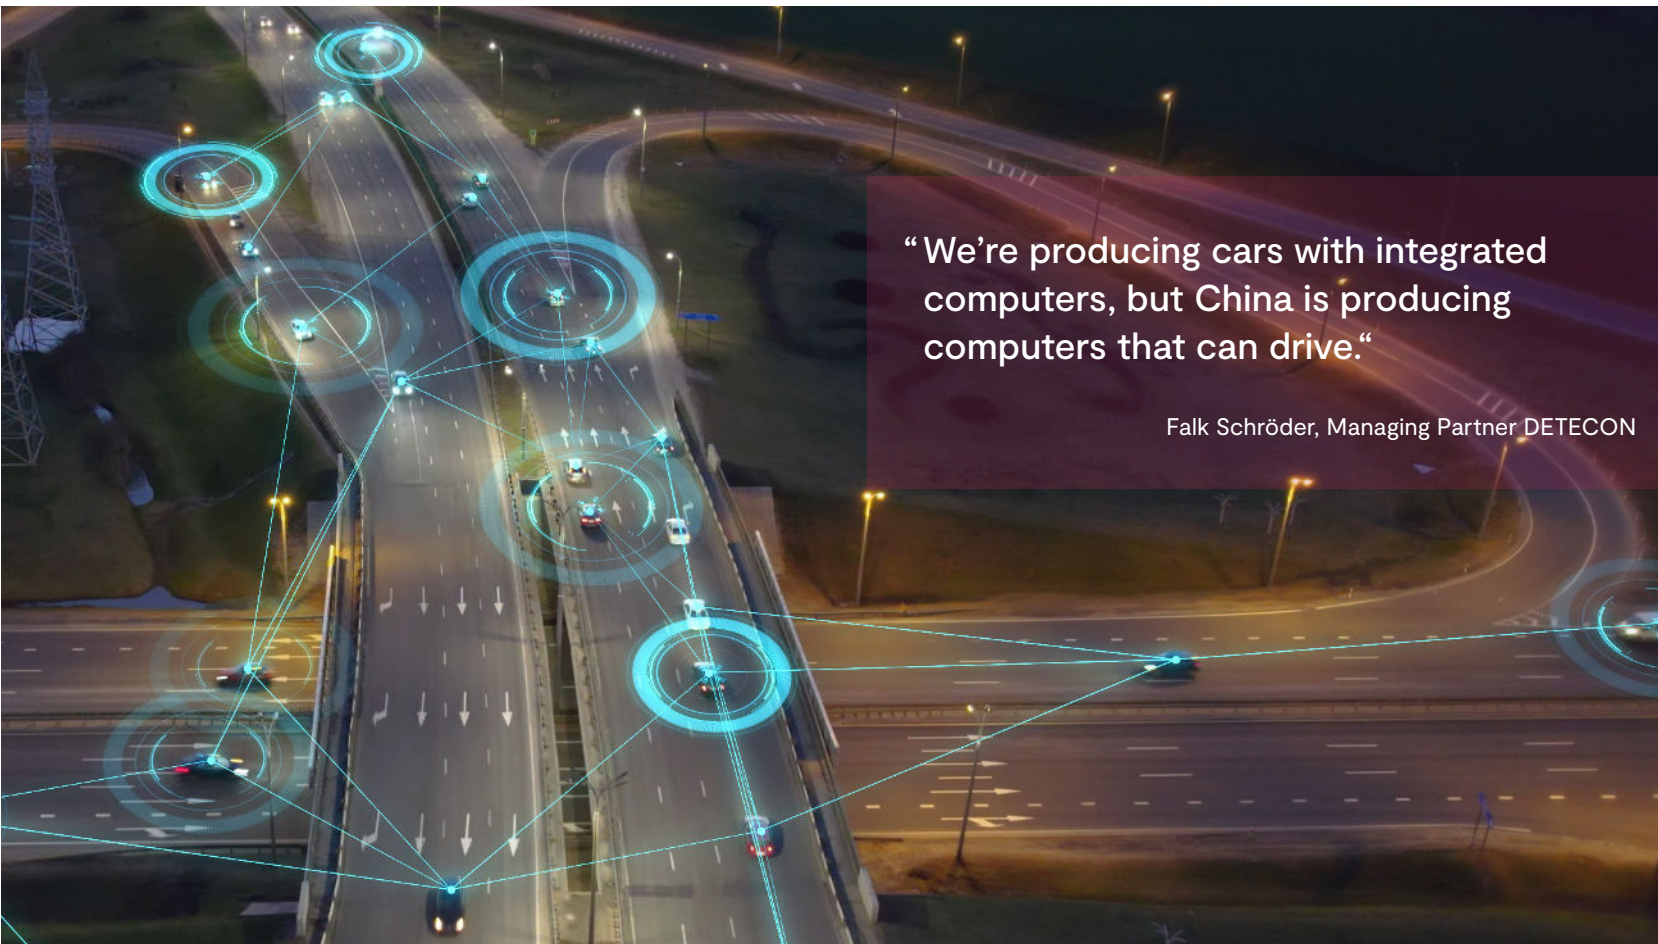 “We’re producing cars with integrated
computers, but China is producing
computers that can drive.“
Falk Schröder, Managing Partner DETECON